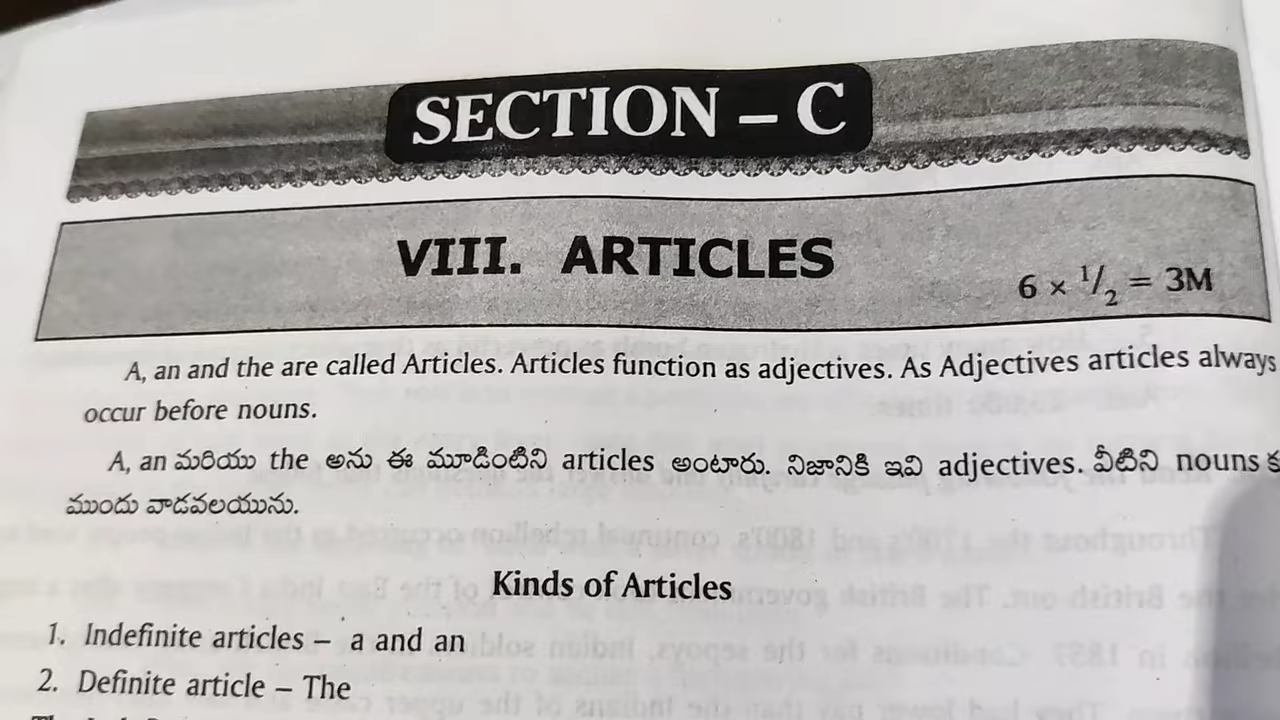 SECTION – C
VIII. ARTICLES
6 × 1/2 = 3M
A, an and the are called Articles. Articles function as adjectives. As Adjectives articles always
occur before nouns.
A, an మరియు the అను ఈ మూడింటిని articles అంటారు. నిజానికి ఇవి adjectives. వీటిని nouns
ముందు వాడవలయును.
Kinds of Articles
1. Indefinite articles – a and an
2. Definite article – The